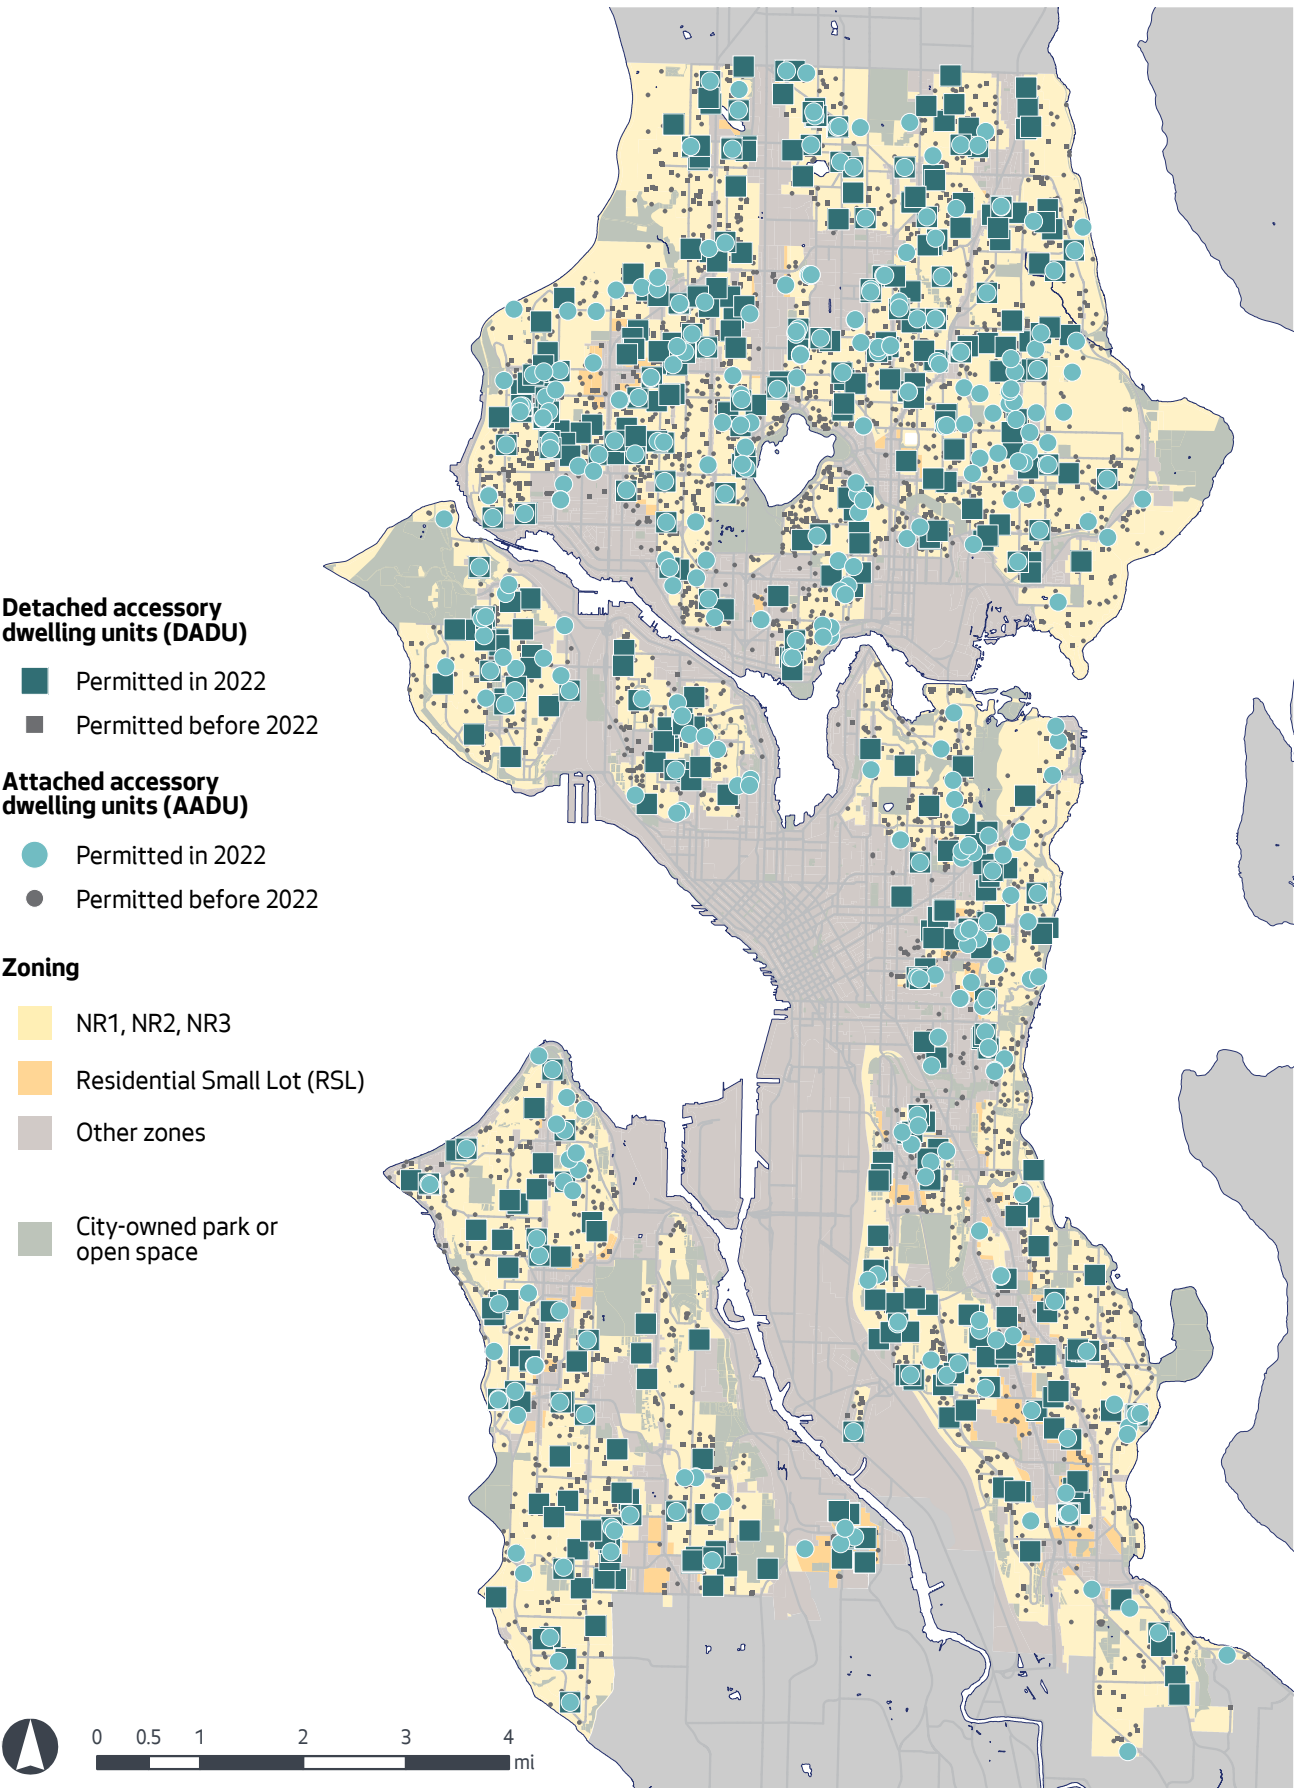 Detached accessory
dwelling units (DADU)
Permitted in 2022
Permitted before 2022
Attached accessory
dwelling units (AADU)
Permitted in 2022
Permitted before 2022
Zoning
NR1, NR2, NR3
Residential Small Lot (RSL)
Other zones
City-owned park or
open space
0 0.5 1 2 3 4
mi